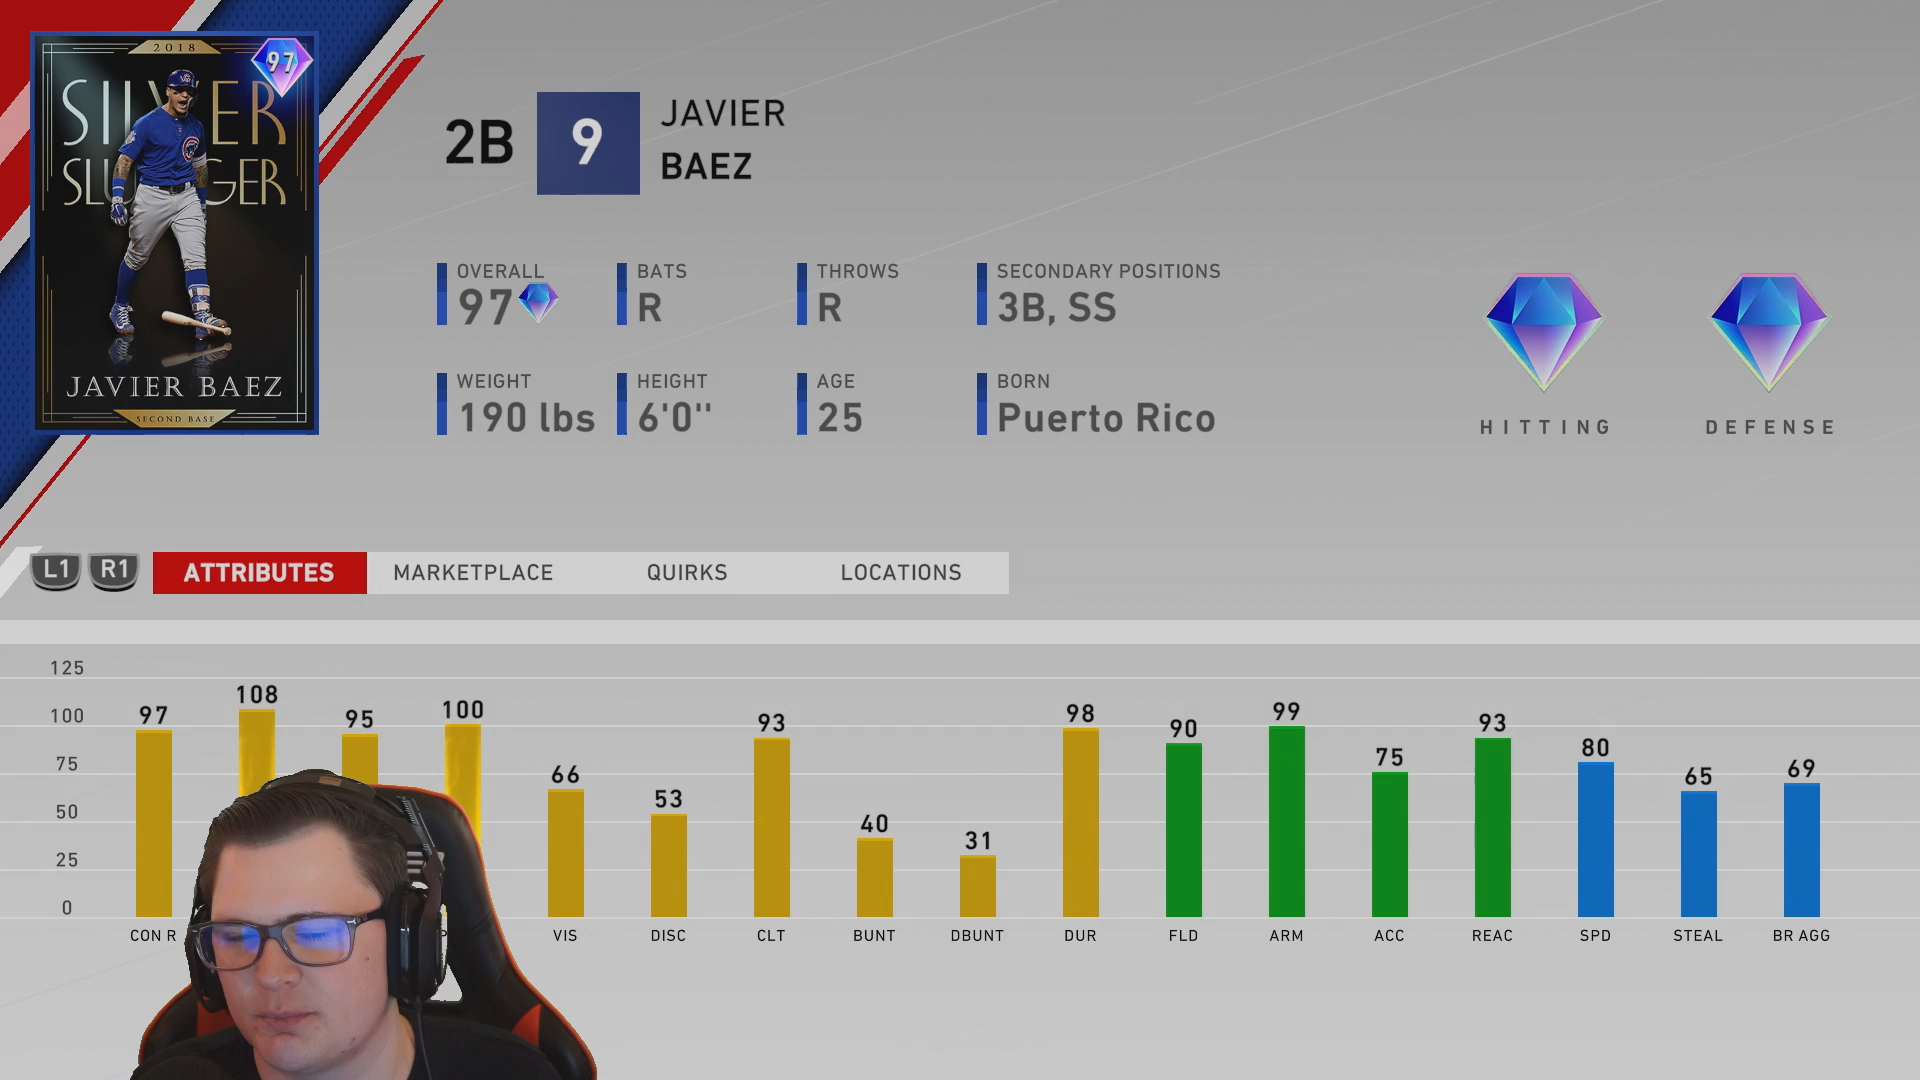 2018
97
SILVER
SLUGGER
JAVIER BAEZ
SECOND BASE
2B
9
JAVIER
BAEZ
OVERALL
97
BATS
R
THROWS
R
SECONDARY POSITIONS
3B, SS
WEIGHT
190 lbs
HEIGHT
6'0''
AGE
25
BORN
Puerto Rico
HITTING
DEFENSE
L1 R1 ATTRIBUTES MARKETPLACE QUIRKS LOCATIONS
125
100
75
50
25
0
97 108 95 100 66 53 93 40 31 98 90 99 75 93 80 65 69
CON R VIS DISC CLT BUNT DBUNT DUR FLD ARM ACC REAC SPD STEAL BR AGG